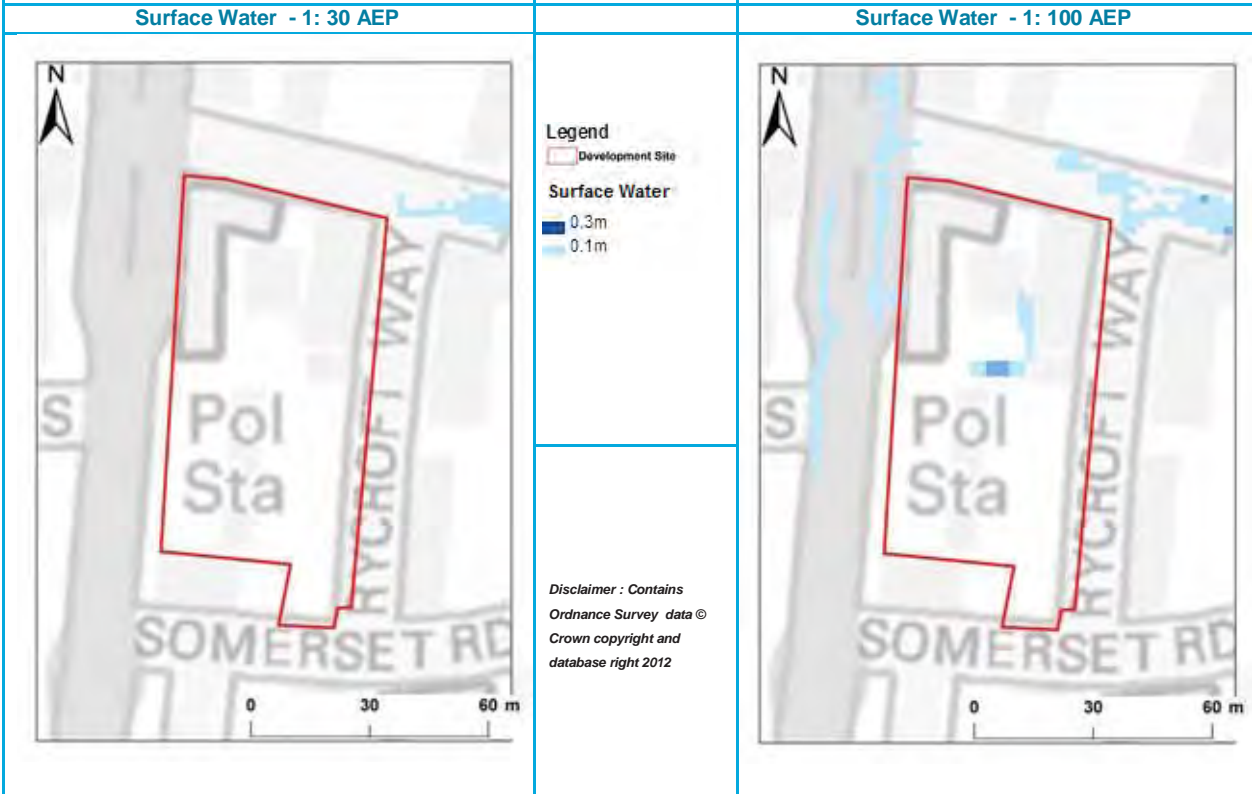 Surface Water - 1: 30 AEP
Surface Water - 1: 100 AEP
N
S
Pol
Sta
RYCROFT WAY
SOMERSET RD
0 30 60 m
Legend
Development Site
Surface Water
0.3m
0.1m
Disclaimer : Contains
Ordnance Survey data ©
Crown copyright and
database right 2012
N
S
Pol
Sta
RYCROFT WAY
SOMERSET RD
0 30 60 m